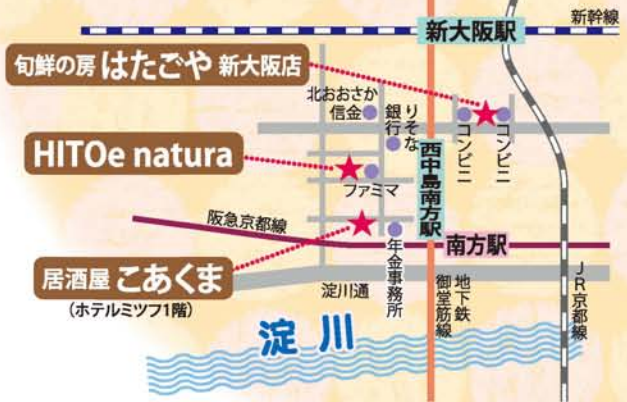 新幹線
新大阪駅
旬鮮の房 はたごや 新大阪店
北おおさか
信金
りそな
銀行
コンビニ
コンビニ
HITOe natura
ファミマ
西中島南方駅
阪急京都線
南方駅
居酒屋 こあくま
(ホテルミツフ1階)
年金事務所
淀川通
地下鉄
御堂筋線
JR京都線
淀川